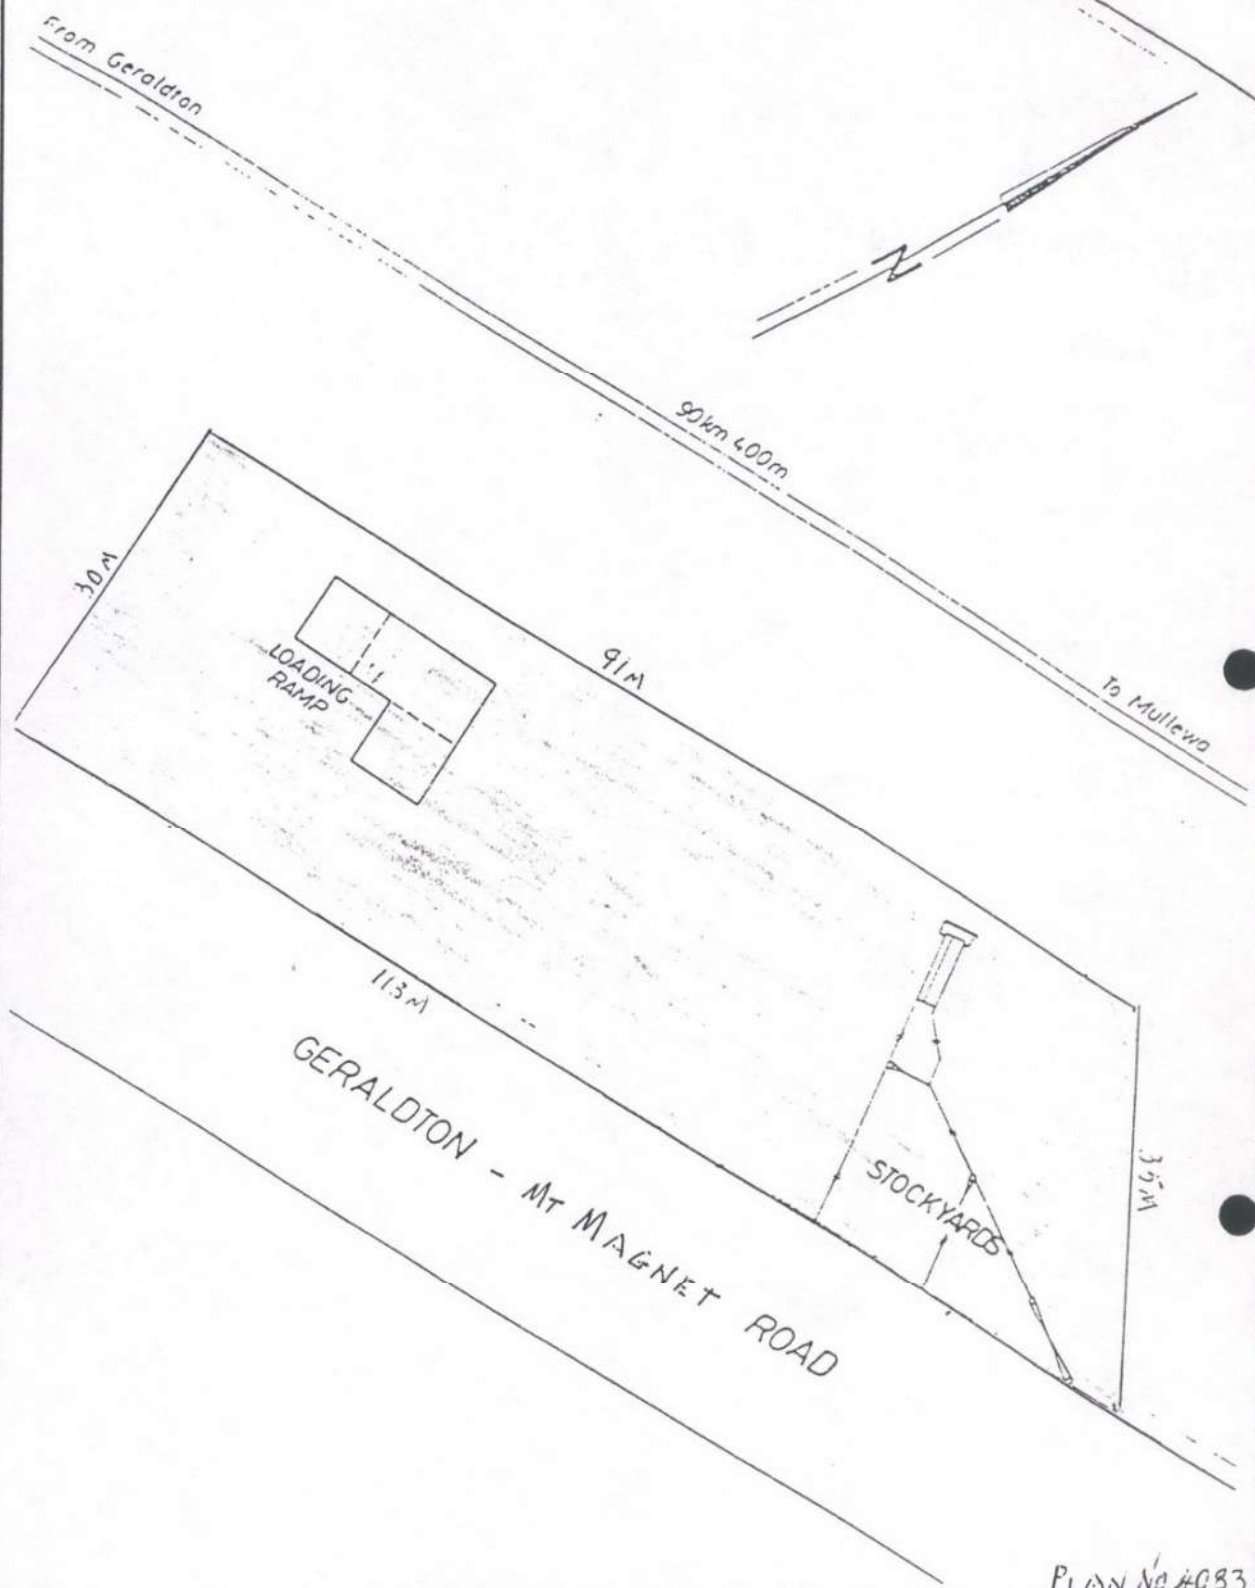 From Geraldton
N
90km 400m
30M
LOADING
RAMP
91M
To Mullewa
113M
GERALDTON - MT MAGNET ROAD
STOCKYARDS
35M
PLAN No 4083